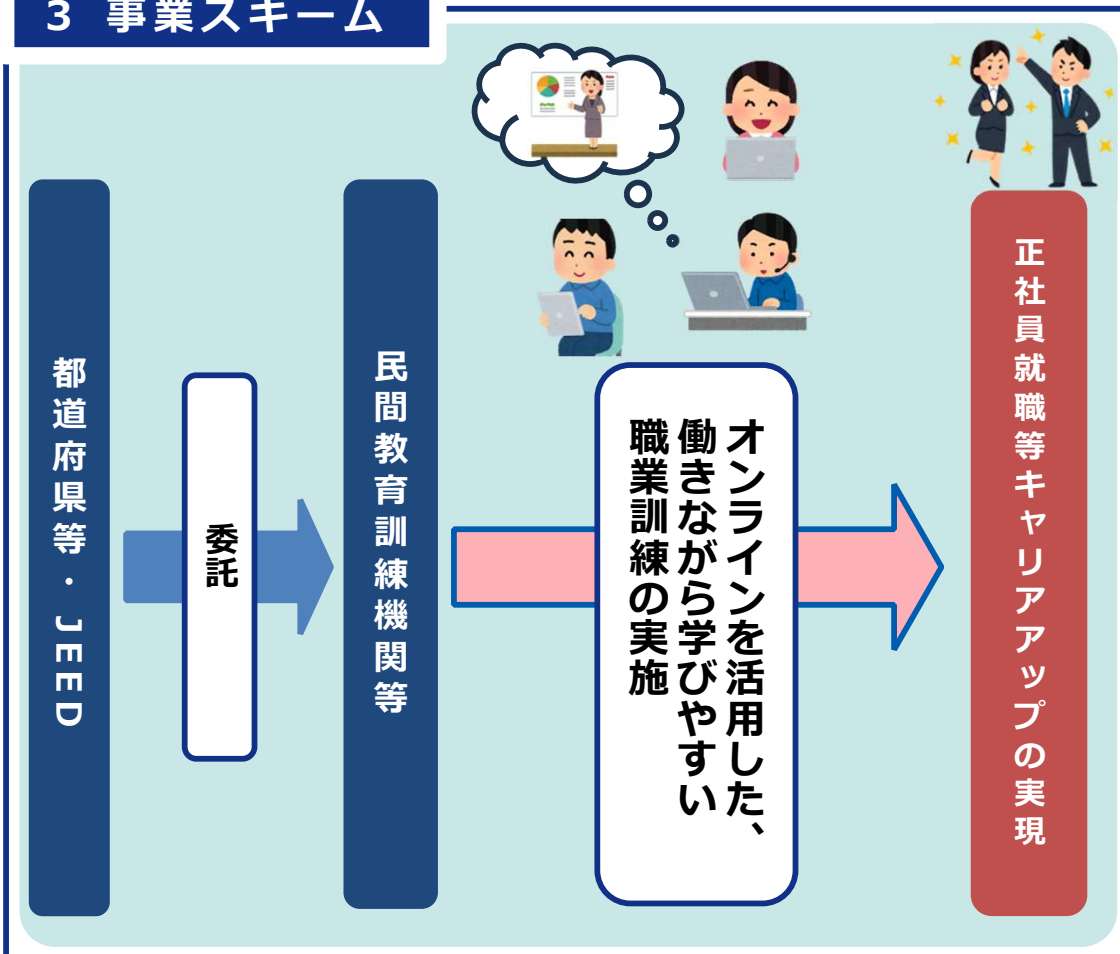 3 事業スキーム
都道府県等・JEED
委託
民間教育訓練機関等
オンラインを活用した、
働きながら学びやすい
職業訓練の実施
正社員就職等キャリアアップの実現